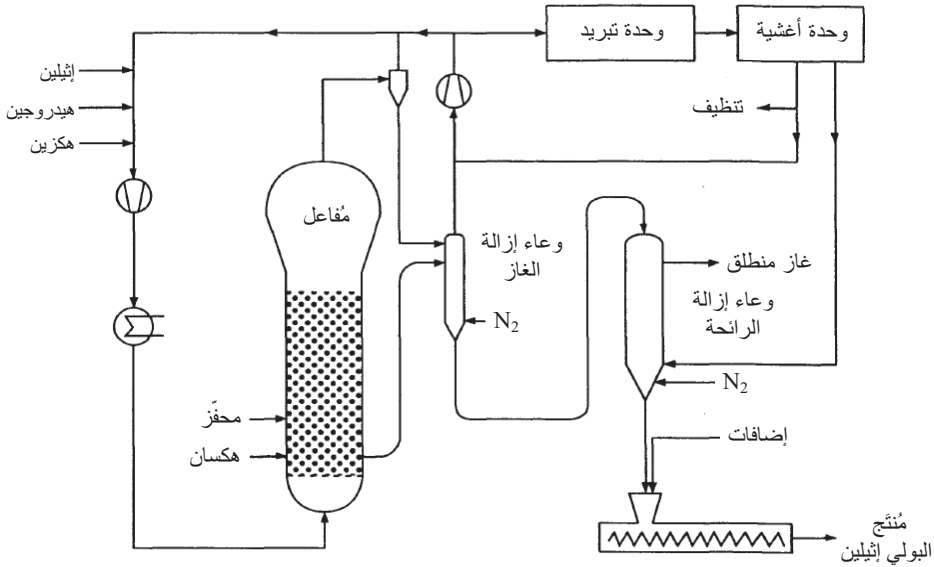 وحدة تبريد
وحدة أغشية
إثيلين
هيدروجين
هكزين
تنظيف
مُفاعل
وعاء إزالة
الغاز
غاز منطلق
وعاء إزالة
الرائحة
N2
N2
محفّز
هكسان
إضافات
مُنتَج
البولي إثيلين